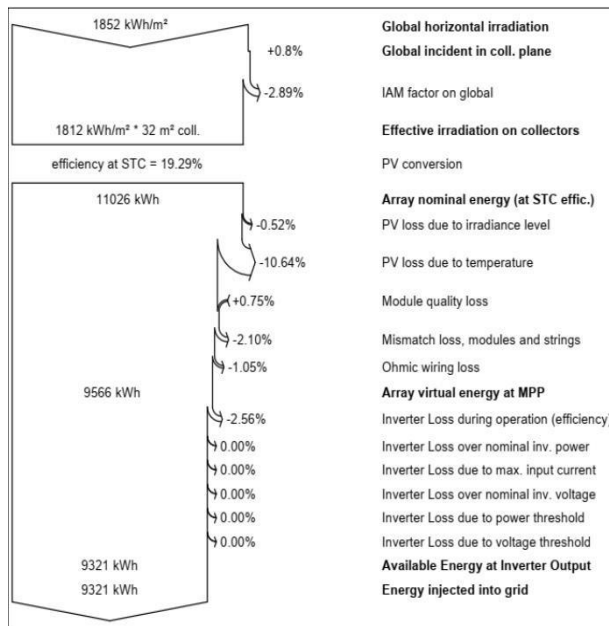 1852 kWh/m² Global horizontal irradiation
+0.8% Global incident in coll. plane
-2.89% IAM factor on global
1812 kWh/m² * 32 m² coll. Effective irradiation on collectors
efficiency at STC = 19.29% PV conversion
11026 kWh Array nominal energy (at STC effic.)
-0.52% PV loss due to irradiance level
-10.64% PV loss due to temperature
+0.75% Module quality loss
-2.10% Mismatch loss, modules and strings
-1.05% Ohmic wiring loss
9566 kWh Array virtual energy at MPP
-2.56% Inverter Loss during operation (efficiency)
0.00% Inverter Loss over nominal inv. power
0.00% Inverter Loss due to max. input current
0.00% Inverter Loss over nominal inv. voltage
0.00% Inverter Loss due to power threshold
0.00% Inverter Loss due to voltage threshold
9321 kWh Available Energy at Inverter Output
9321 kWh Energy injected into grid